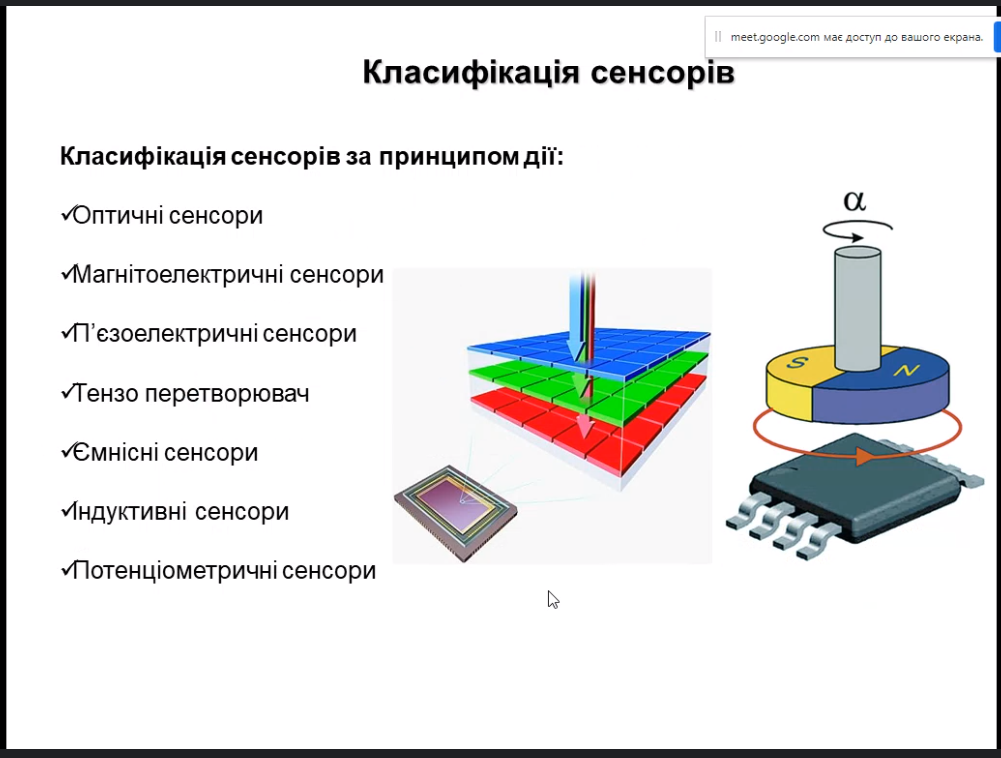 meet.google.com має доступ до вашого екрана.
Класифікація сенсорів
Класифікація сенсорів за принципом дії:
✓Оптичні сенсори
✓Магнітоелектричні сенсори
✓П’єзоелектричні сенсори
✓Тензо перетворювач
✓Ємнісні сенсори
✓Індуктивні сенсори
✓Потенціометричні сенсори
α
S
N